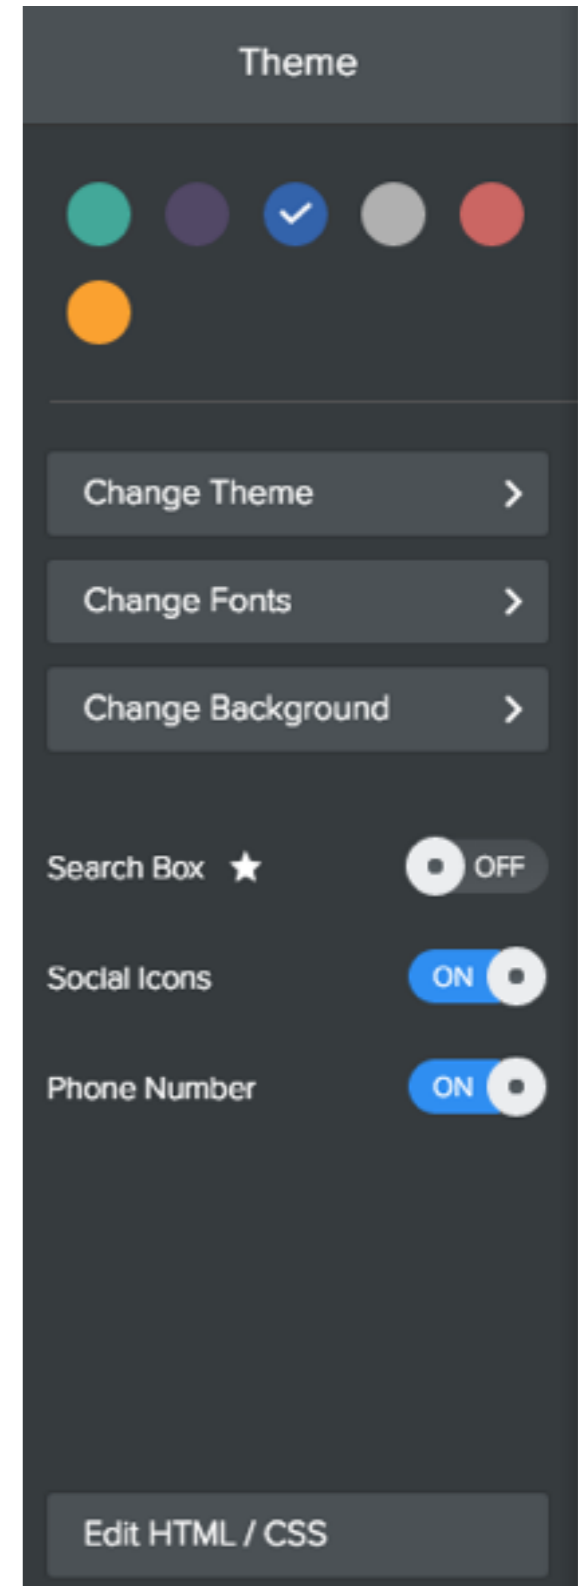 Theme
Change Theme
Change Fonts
Change Background
Search Box OFF
Social Icons ON
Phone Number ON
Edit HTML / CSS